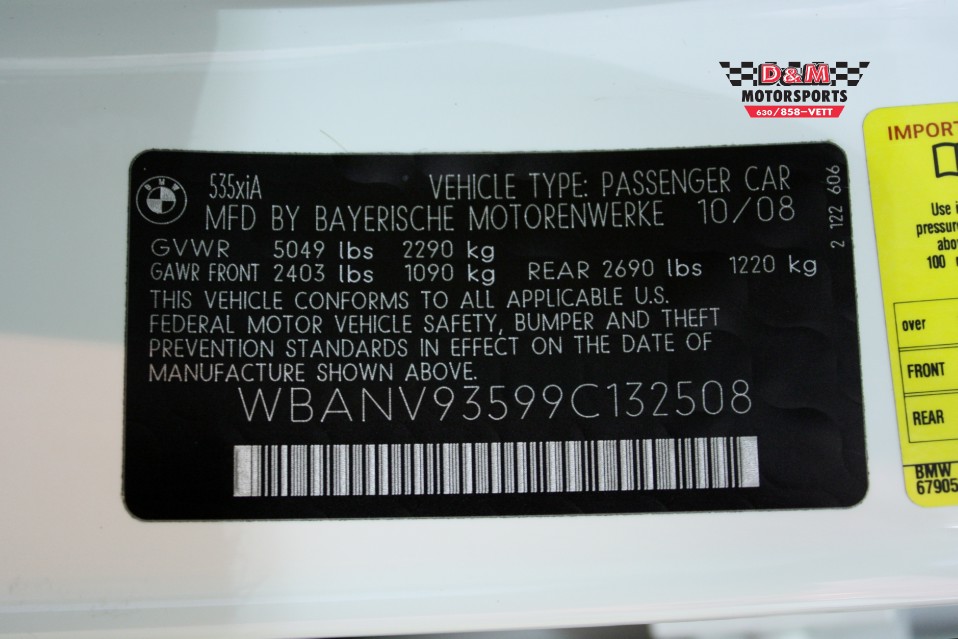 D&M
MOTORSPORTS
630/858-VETT
BMW
535xiA VEHICLE TYPE: PASSENGER CAR
MFD BY BAYERISCHE MOTORENWERKE 10/08
GVWR 5049 lbs 2290 kg
GAWR FRONT 2403 lbs 1090 kg REAR 2690 lbs 1220 kg
THIS VEHICLE CONFORMS TO ALL APPLICABLE U.S.
FEDERAL MOTOR VEHICLE SAFETY, BUMPER AND THEFT
PREVENTION STANDARDS IN EFFECT ON THE DATE OF
MANUFACTURE SHOWN ABOVE.
WBANV93599C132508
2 122 606
IMPORT
Use i
pressur
abo
100
over
FRONT
REAR
BMW
67905